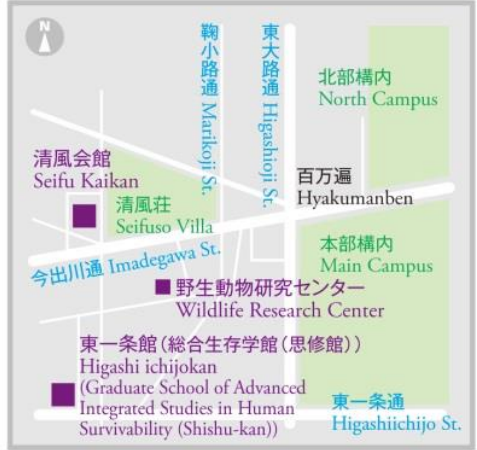 N
鞠小路通 Marikoji St.
東大路通 Higashioji St.
北部構内
North Campus
清風会館
Seifu Kaikan
百万遍
Hyakumanben
清風荘
Seifuso Villa
今出川通 Imadegawa St.
本部構内
Main Campus
野生動物研究センター
Wildlife Research Center
東一条館（総合生存学館（思修館））
Higashi ichijokan
(Graduate School of Advanced
Integrated Studies in Human
Survivability (Shishu-kan))
東一条通
Higashiichijo St.